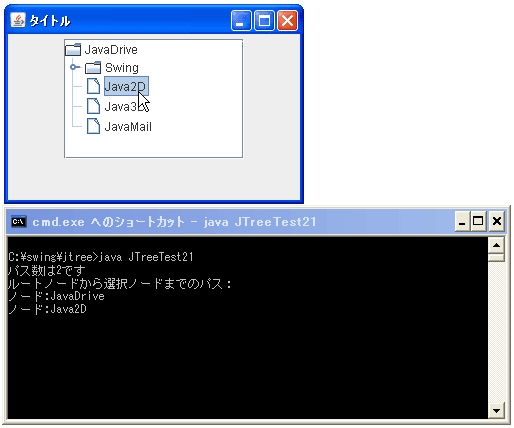 タイトル
JavaDrive
Swing
Java2D
Java3D
JavaMail
C:\ cmd.exe へのショートカット - java JTreeTest21
C:¥swing¥jtree>java JTreeTest21
パス数は2です
ルートノードから選択ノードまでのパス：
ノード:JavaDrive
ノード:Java2D